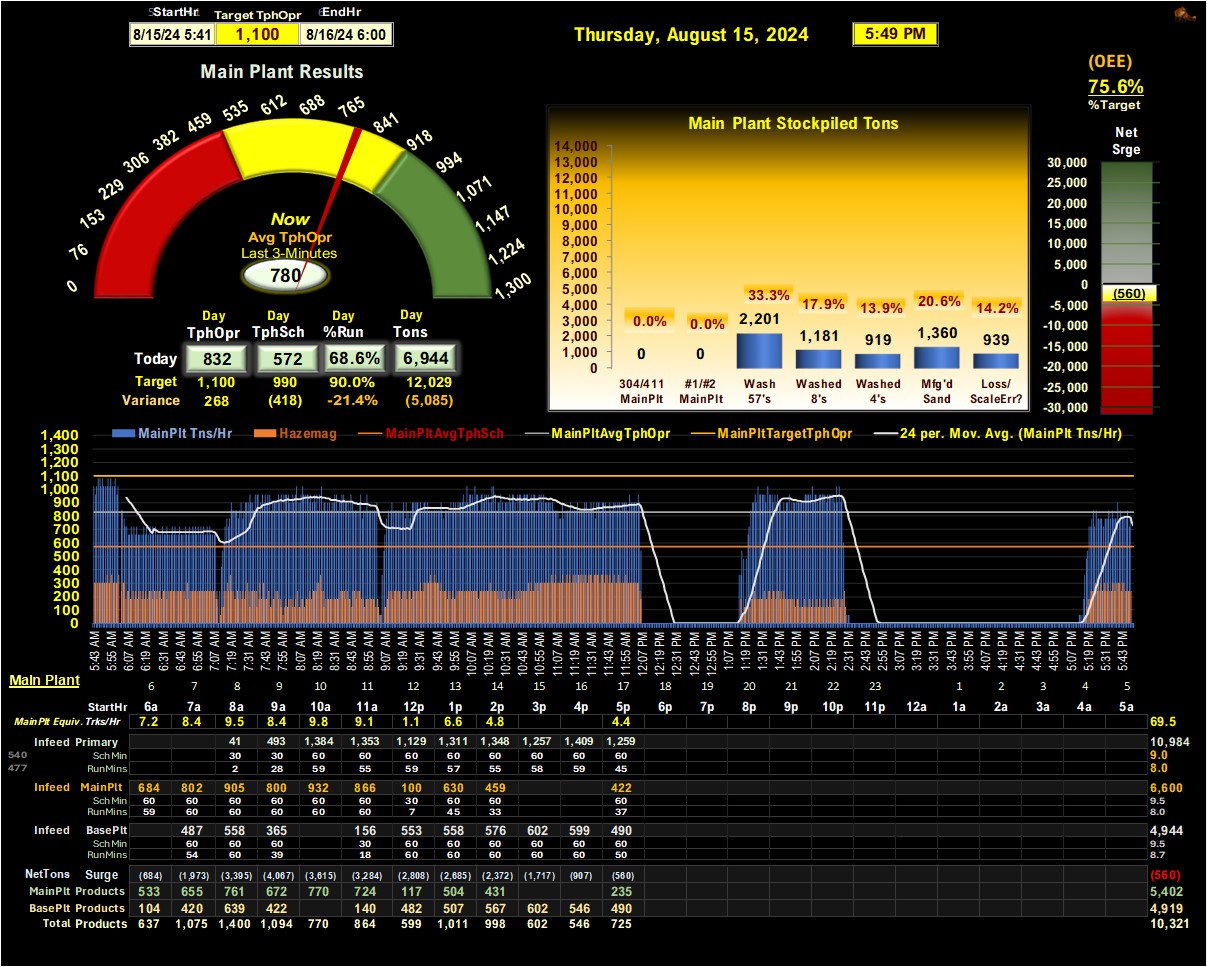 StartHr Target TphOpr EndHr
8/15/24 5:41 1,100 8/16/24 6:00
Thursday, August 15, 2024 5:49 PM
(OEE)
75.6%
%Target
Main Plant Results
0 76 153 229 306 382 459 535 612 688 765 841 918 994 1,071 1,147 1,224 1,300
Now
Avg TphOpr
Last 3-Minutes
780
Day Day Day Day
TphOpr TphSch %Run Tons
Today 832 572 68.6% 6,944
Target 1,100 990 90.0% 12,029
Variance 268 (418) -21.4% (5,085)
Main Plant Stockpiled Tons
14,000
13,000
12,000
11,000
10,000
9,000
8,000
7,000
6,000
5,000
4,000
3,000
2,000
1,000
0
0.0% 0.0% 33.3% 17.9% 13.9% 20.6% 14.2%
0 0 2,201 1,181 919 1,360 939
304/411 #1/#2 Wash Washed Washed Mfg'd Loss/
MainPlt MainPlt 57's 8's 4's Sand ScaleErr?
Net
Srge
30,000
25,000
20,000
15,000
10,000
5,000
0
(560)
-5,000
-10,000
-15,000
-20,000
-25,000
-30,000
MainPlt Tns/Hr Hazemag MainPltAvgTphSch MainPltAvgTphOpr MainPltTargetTphOpr 24 per. Mov. Avg. (MainPlt Tns/Hr)
1,400
1,300
1,200
1,100
1,000
900
800
700
600
500
400
300
200
100
0
5:43 AM 5:55 AM 6:07 AM 6:19 AM 6:31 AM 6:43 AM 6:55 AM 7:07 AM 7:19 AM 7:31 AM 7:43 AM 7:55 AM 8:07 AM 8:19 AM 8:31 AM 8:43 AM 8:55 AM 9:07 AM 9:19 AM 9:31 AM 9:43 AM 9:55 AM 10:07 AM 10:19 AM 10:31 AM 10:43 AM 10:55 AM 11:07 AM 11:19 AM 11:31 AM 11:43 AM 11:55 AM 12:07 PM 12:19 PM 12:31 PM 12:43 PM 12:55 PM 1:07 PM 1:19 PM 1:31 PM 1:43 PM 1:55 PM 2:07 PM 2:19 PM 2:31 PM 2:43 PM 2:55 PM 3:07 PM 3:19 PM 3:31 PM 3:43 PM 3:55 PM 4:07 PM 4:19 PM 4:31 PM 4:43 PM 4:55 PM 5:07 PM 5:19 PM 5:31 PM 5:43 PM
Main Plant
6 7 8 9 10 11 12 13 14 15 16 17 18 19 20 21 22 23 1 2 3 4 5
StartHr 6a 7a 8a 9a 10a 11a 12p 1p 2p 3p 4p 5p 6p 7p 8p 9p 10p 11p 12a 1a 2a 3a 4a 5a
MainPlt Equiv. Trks/Hr 7.2 8.4 9.5 8.4 9.8 9.1 1.1 6.6 4.8 4.4 69.5
Infeed Primary 41 493 1,384 1,353 1,129 1,311 1,348 1,257 1,409 1,259 10,984
540 Sch Min 30 30 60 60 60 60 60 60 60 60 9.0
477 RunMins 2 28 59 55 59 57 55 58 59 45 8.0
Infeed MainPlt 684 802 905 800 932 866 100 630 459 422 6,600
Sch Min 60 60 60 60 60 60 30 60 60 60 9.5
RunMins 59 60 60 60 60 60 7 45 33 37 8.0
Infeed BasePlt 487 558 365 156 553 558 576 602 599 490 4,944
Sch Min 60 60 60 30 60 60 60 60 60 60 9.5
RunMins 54 60 39 18 60 60 60 60 60 50 8.7
NetTons Surge (684) (1,973) (3,395) (4,067) (3,615) (3,284) (2,808) (2,685) (2,372) (1,717) (907) (560) (560)
MainPlt Products 533 655 761 672 770 724 117 504 431 235 5,402
BasePlt Products 104 420 639 422 140 482 507 567 602 546 490 4,919
Total Products 637 1,075 1,400 1,094 770 864 599 1,011 998 602 546 725 10,321